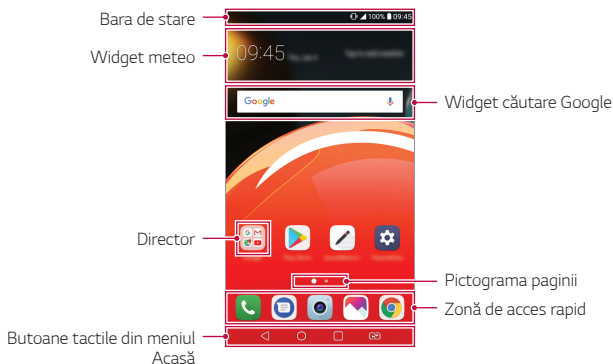 Bara de stare
100% 09:45
Widget meteo
09:45
Google
Widget căutare Google
Director
Pictograma paginii
Zonă de acces rapid
Butoane tactile din meniul
Acasă